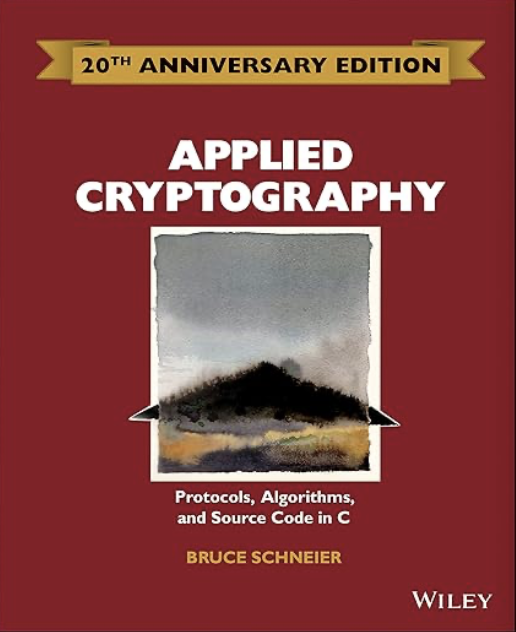 20TH ANNIVERSARY EDITION
APPLIED
CRYPTOGRAPHY
Protocols, Algorithms,
and Source Code in C
BRUCE SCHNEIER
WILEY